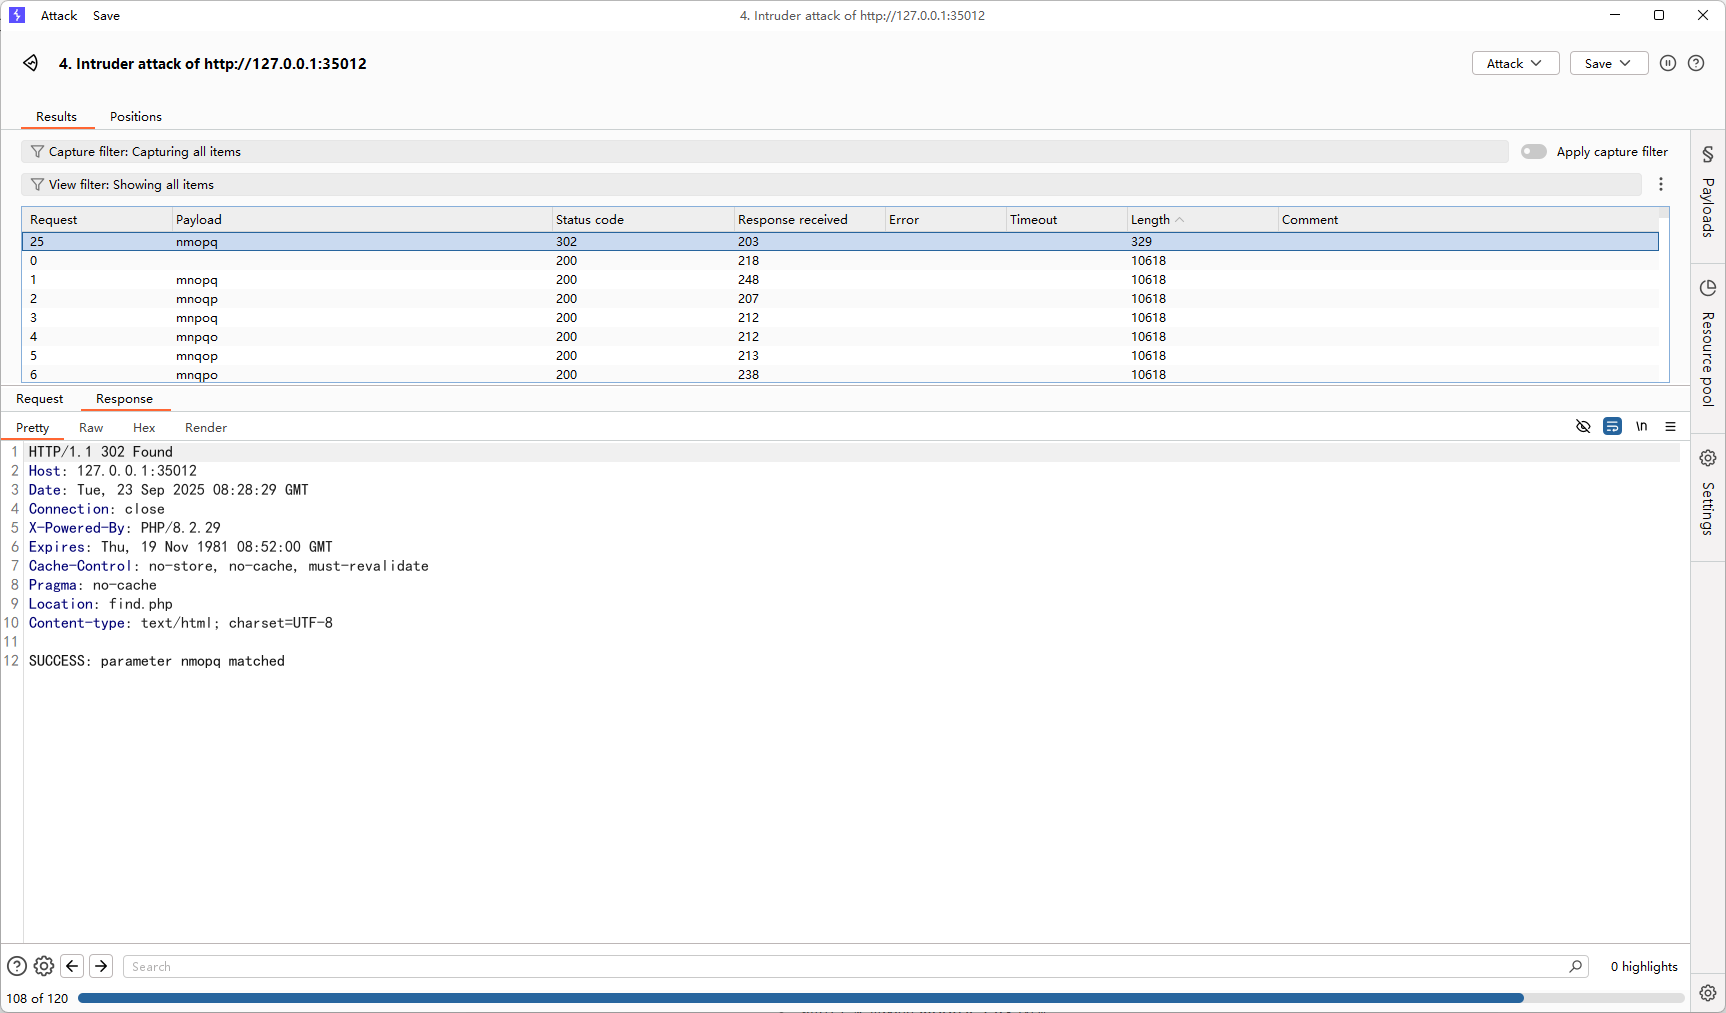 Attack Save 4. Intruder attack of http://127.0.0.1:35012
4. Intruder attack of http://127.0.0.1:35012 Attack Save
Results Positions
Capture filter: Capturing all items Apply capture filter
View filter: Showing all items
Request Payload Status code Response received Error Timeout Length Comment
25 nmopq 302 203 329
0 200 218 10618
1 mnopq 200 248 10618
2 mnoqp 200 207 10618
3 mnpoq 200 212 10618
4 mnpqo 200 212 10618
5 mnqop 200 213 10618
6 mnqpo 200 238 10618
Request Response
Pretty Raw Hex Render \n
1 HTTP/1.1 302 Found
2 Host: 127.0.0.1:35012
3 Date: Tue, 23 Sep 2025 08:28:29 GMT
4 Connection: close
5 X-Powered-By: PHP/8.2.29
6 Expires: Thu, 19 Nov 1981 08:52:00 GMT
7 Cache-Control: no-store, no-cache, must-revalidate
8 Pragma: no-cache
9 Location: find.php
10 Content-type: text/html; charset=UTF-8
11
12 SUCCESS: parameter nmopq matched
Search 0 highlights
108 of 120
Payloads
Resource pool
Settings